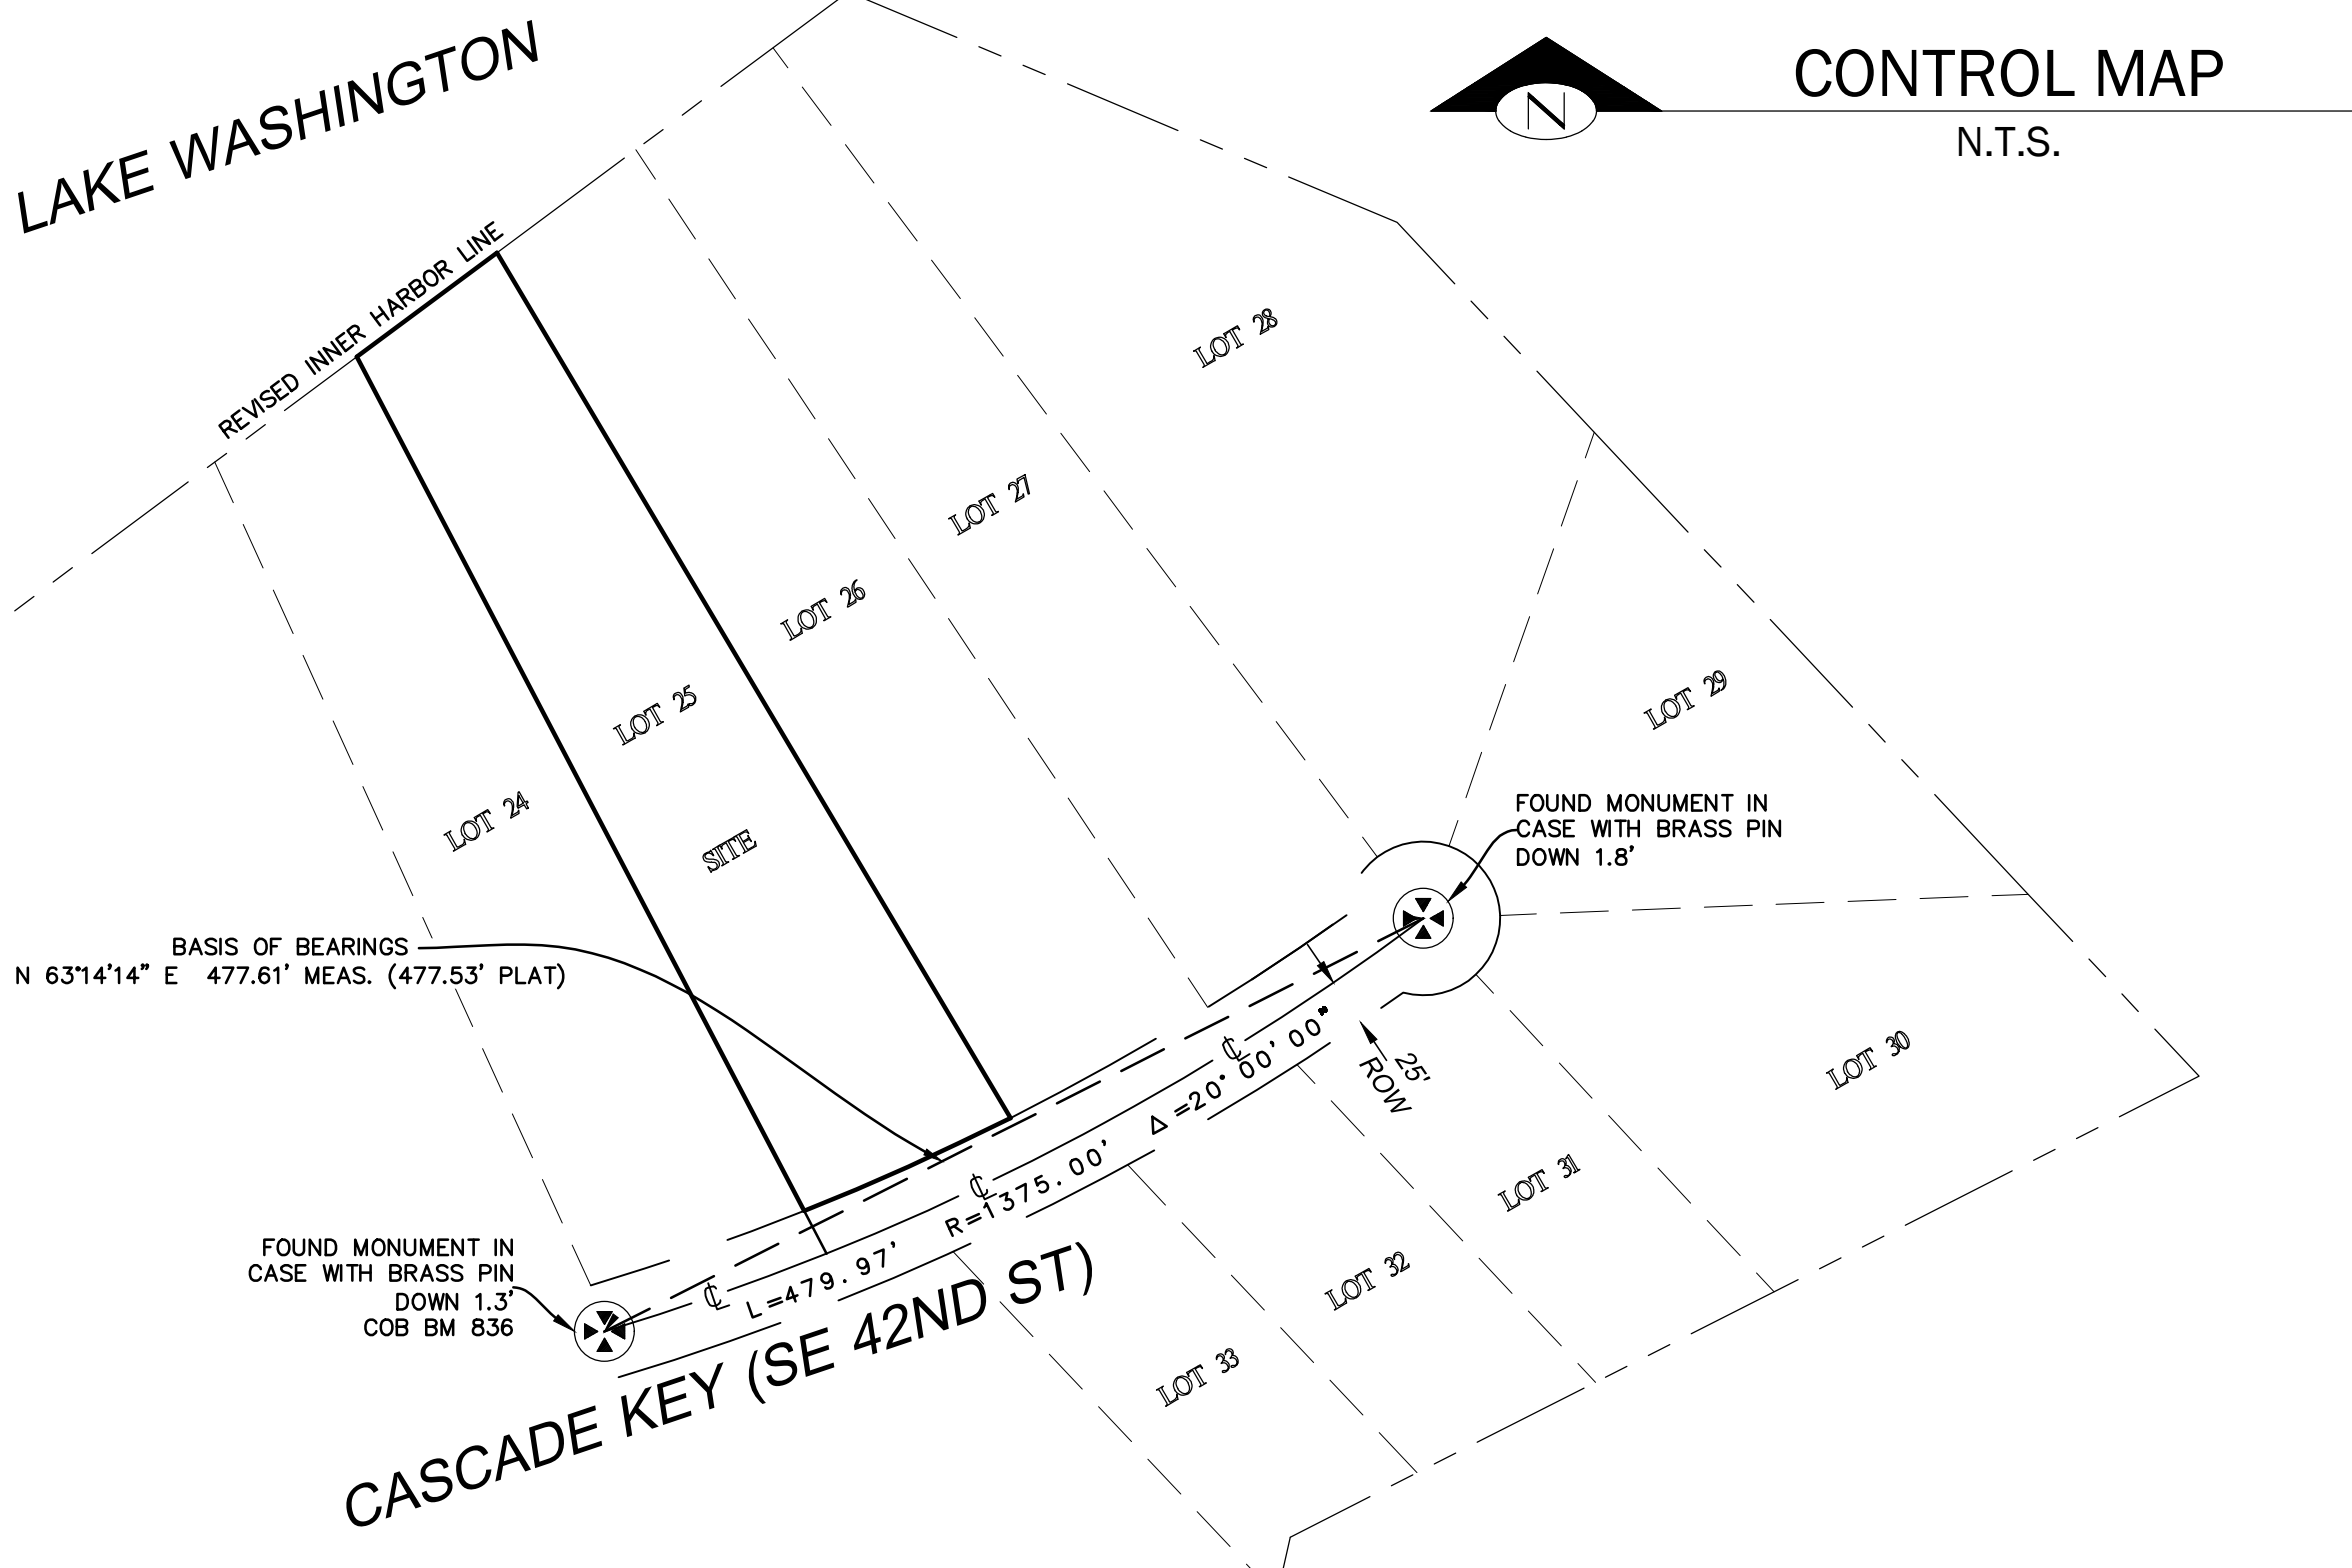 LAKE WASHINGTON
CONTROL MAP
N
N.T.S.
REVISED INNER HARBOR LINE
LOT 28
LOT 27
LOT 26
LOT 25
LOT 29
LOT 24
SITE
FOUND MONUMENT IN
CASE WITH BRASS PIN
DOWN 1.8'
BASIS OF BEARINGS
N 63°14'14" E 477.61' MEAS. (477.53' PLAT)
25'
ROW
LOT 30
LOT 31
LOT 32
LOT 33
℄
℄
℄
L=479.97' R=1375.00' Δ=20°00'00"
FOUND MONUMENT IN
CASE WITH BRASS PIN
DOWN 1.3'
COB BM 836
CASCADE KEY (SE 42ND ST)